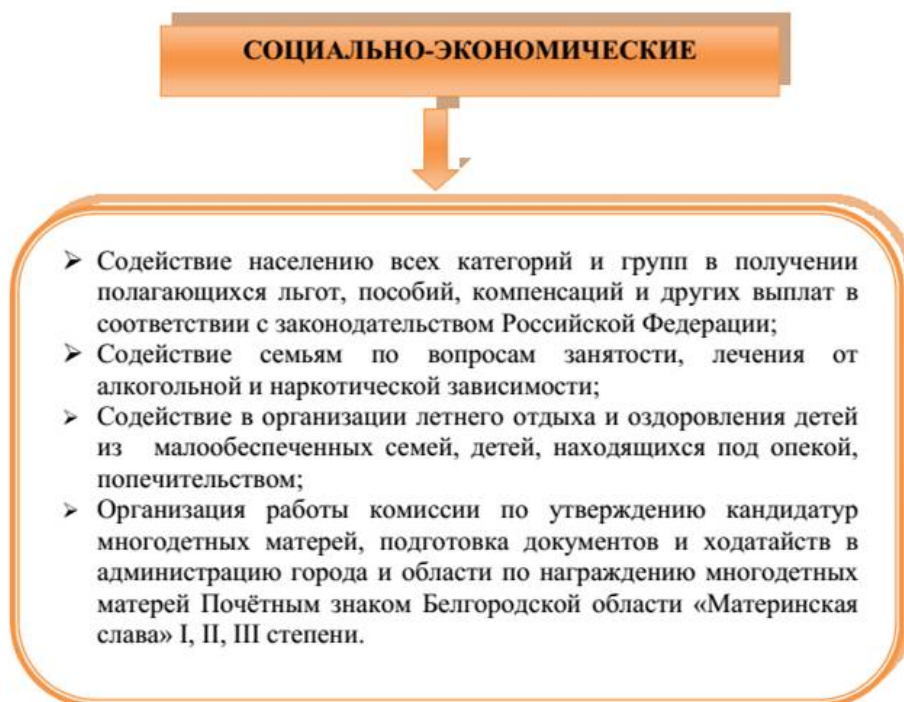 СОЦИАЛЬНО-ЭКОНОМИЧЕСКИЕ
➢ Содействие населению всех категорий и групп в получении
полагающихся льгот, пособий, компенсаций и других выплат в
соответствии с законодательством Российской Федерации;
➢ Содействие семьям по вопросам занятости, лечения от
алкогольной и наркотической зависимости;
➢ Содействие в организации летнего отдыха и оздоровления детей
из малообеспеченных семей, детей, находящихся под опекой,
попечительством;
➢ Организация работы комиссии по утверждению кандидатур
многодетных матерей, подготовка документов и ходатайств в
администрацию города и области по награждению многодетных
матерей Почётным знаком Белгородской области «Материнская
слава» I, II, III степени.